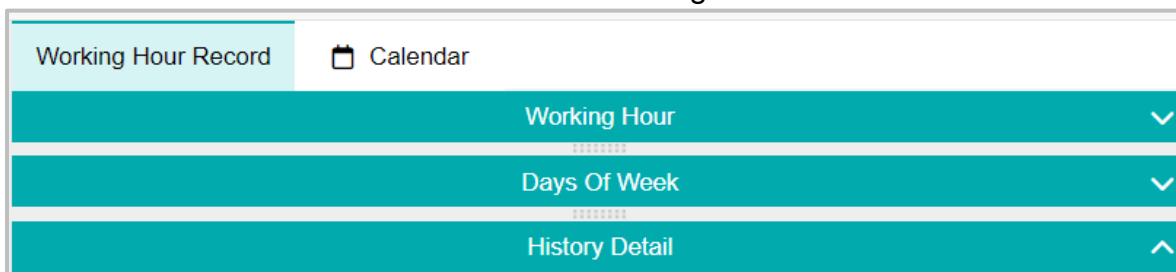 Working Hour Record
Calendar
Working Hour
Days Of Week
History Detail